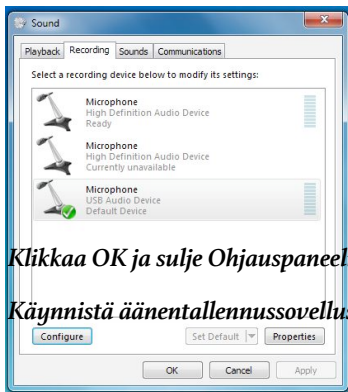 Sound
Playback Recording Sounds Communications
Select a recording device below to modify its settings:
Microphone
High Definition Audio Device
Ready
Microphone
High Definition Audio Device
Currently unavailable
Microphone
USB Audio Device
Default Device
Klikkaa OK ja sulje Ohjauspaneel
Käynnistä äänentallennussovellus
Configure Set Default Properties
OK Cancel Apply